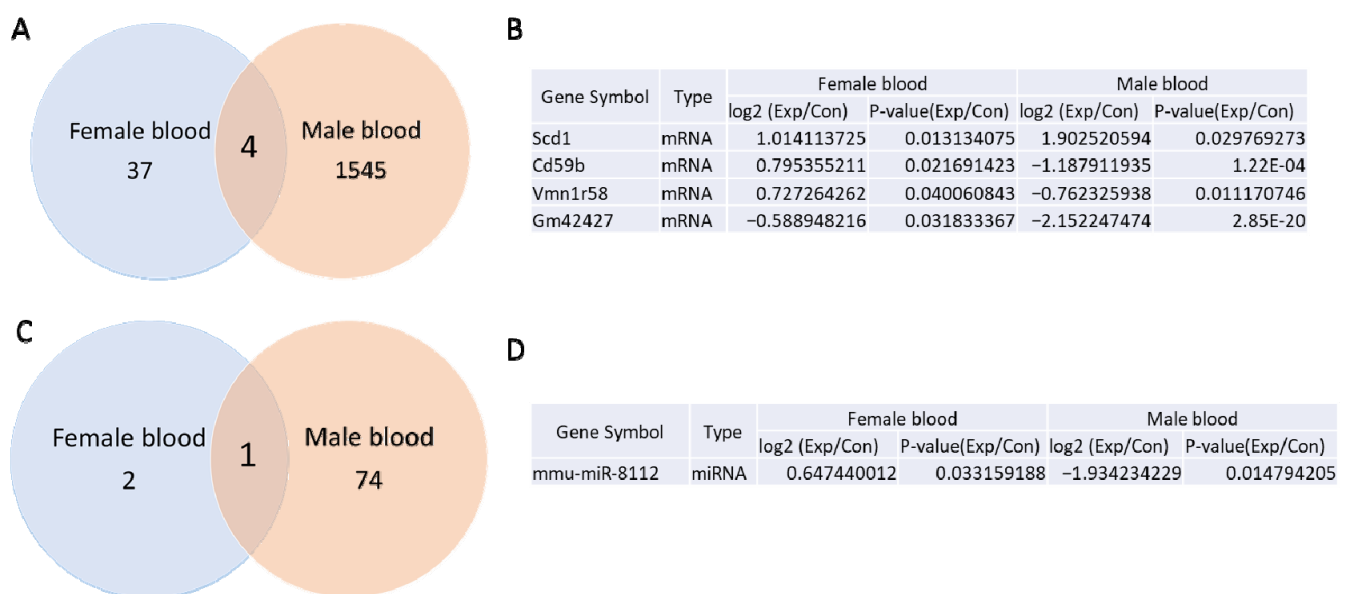 A
Female blood
37
4
Male blood
1545
B
Gene Symbol Type Female blood Male blood
log2 (Exp/Con) P-value(Exp/Con) log2 (Exp/Con) P-value(Exp/Con)
Scd1 mRNA 1.014113725 0.013134075 1.902520594 0.029769273
Cd59b mRNA 0.795355211 0.021691423 −1.187911935 1.22E-04
Vmn1r58 mRNA 0.727264262 0.040060843 −0.762325938 0.011170746
Gm42427 mRNA −0.588948216 0.031833367 −2.152247474 2.85E-20
C
Female blood
2
1
Male blood
74
D
Gene Symbol Type Female blood Male blood
log2 (Exp/Con) P-value(Exp/Con) log2 (Exp/Con) P-value(Exp/Con)
mmu-miR-8112 miRNA 0.647440012 0.033159188 −1.934234229 0.014794205